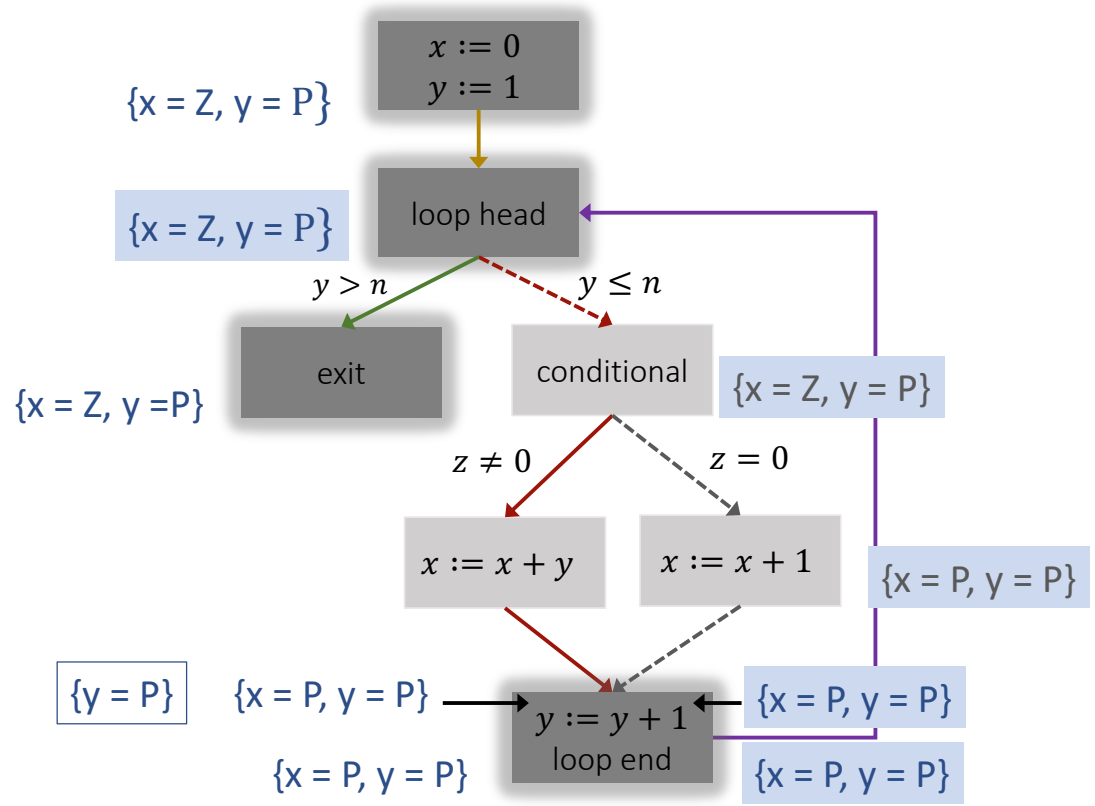 x := 0
y := 1
{x = Z, y = P}
{x = Z, y = P}
loop head
y > n
y ≤ n
exit
conditional
{x = Z, y = P}
{x = Z, y =P}
z ≠ 0
z = 0
x := x + y
x := x + 1
{x = P, y = P}
{y = P}
{x = P, y = P}
y := y + 1
loop end
{x = P, y = P}
{x = P, y = P}
{x = P, y = P}